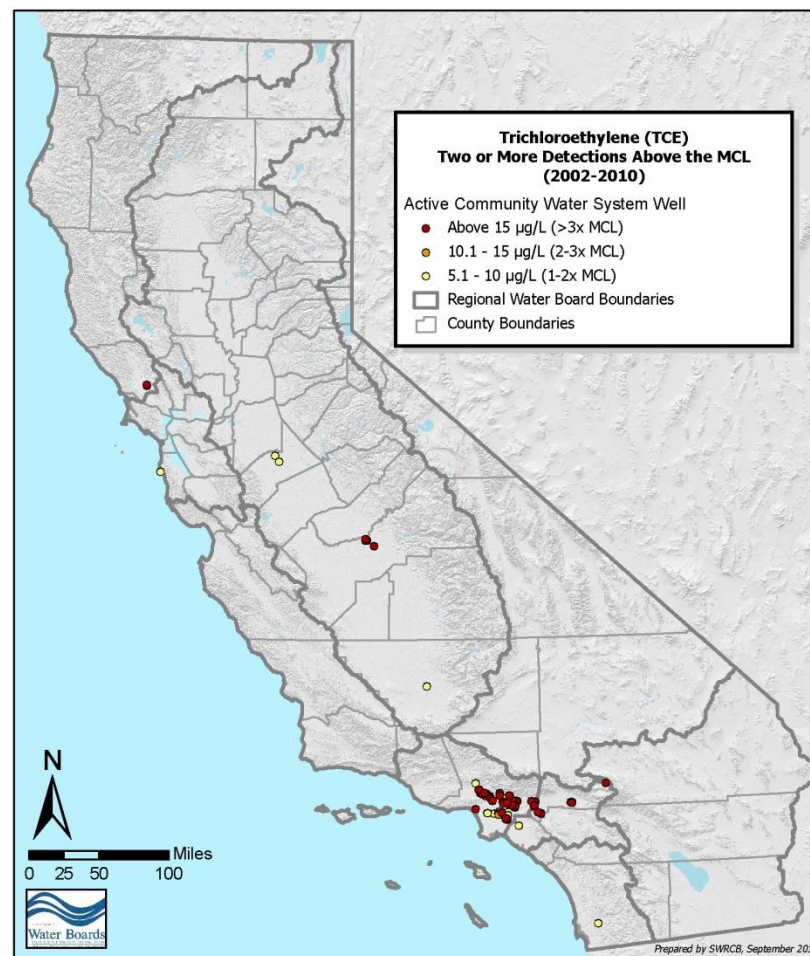 Trichloroethylene (TCE)
Two or More Detections Above the MCL
(2002-2010)
Active Community Water System Well
Above 15 µg/L (>3x MCL)
10.1 - 15 µg/L (2-3x MCL)
5.1 - 10 µg/L (1-2x MCL)
Regional Water Board Boundaries
County Boundaries
N
Miles
0 25 50 100
Water Boards
Prepared by SWRCB, September 201